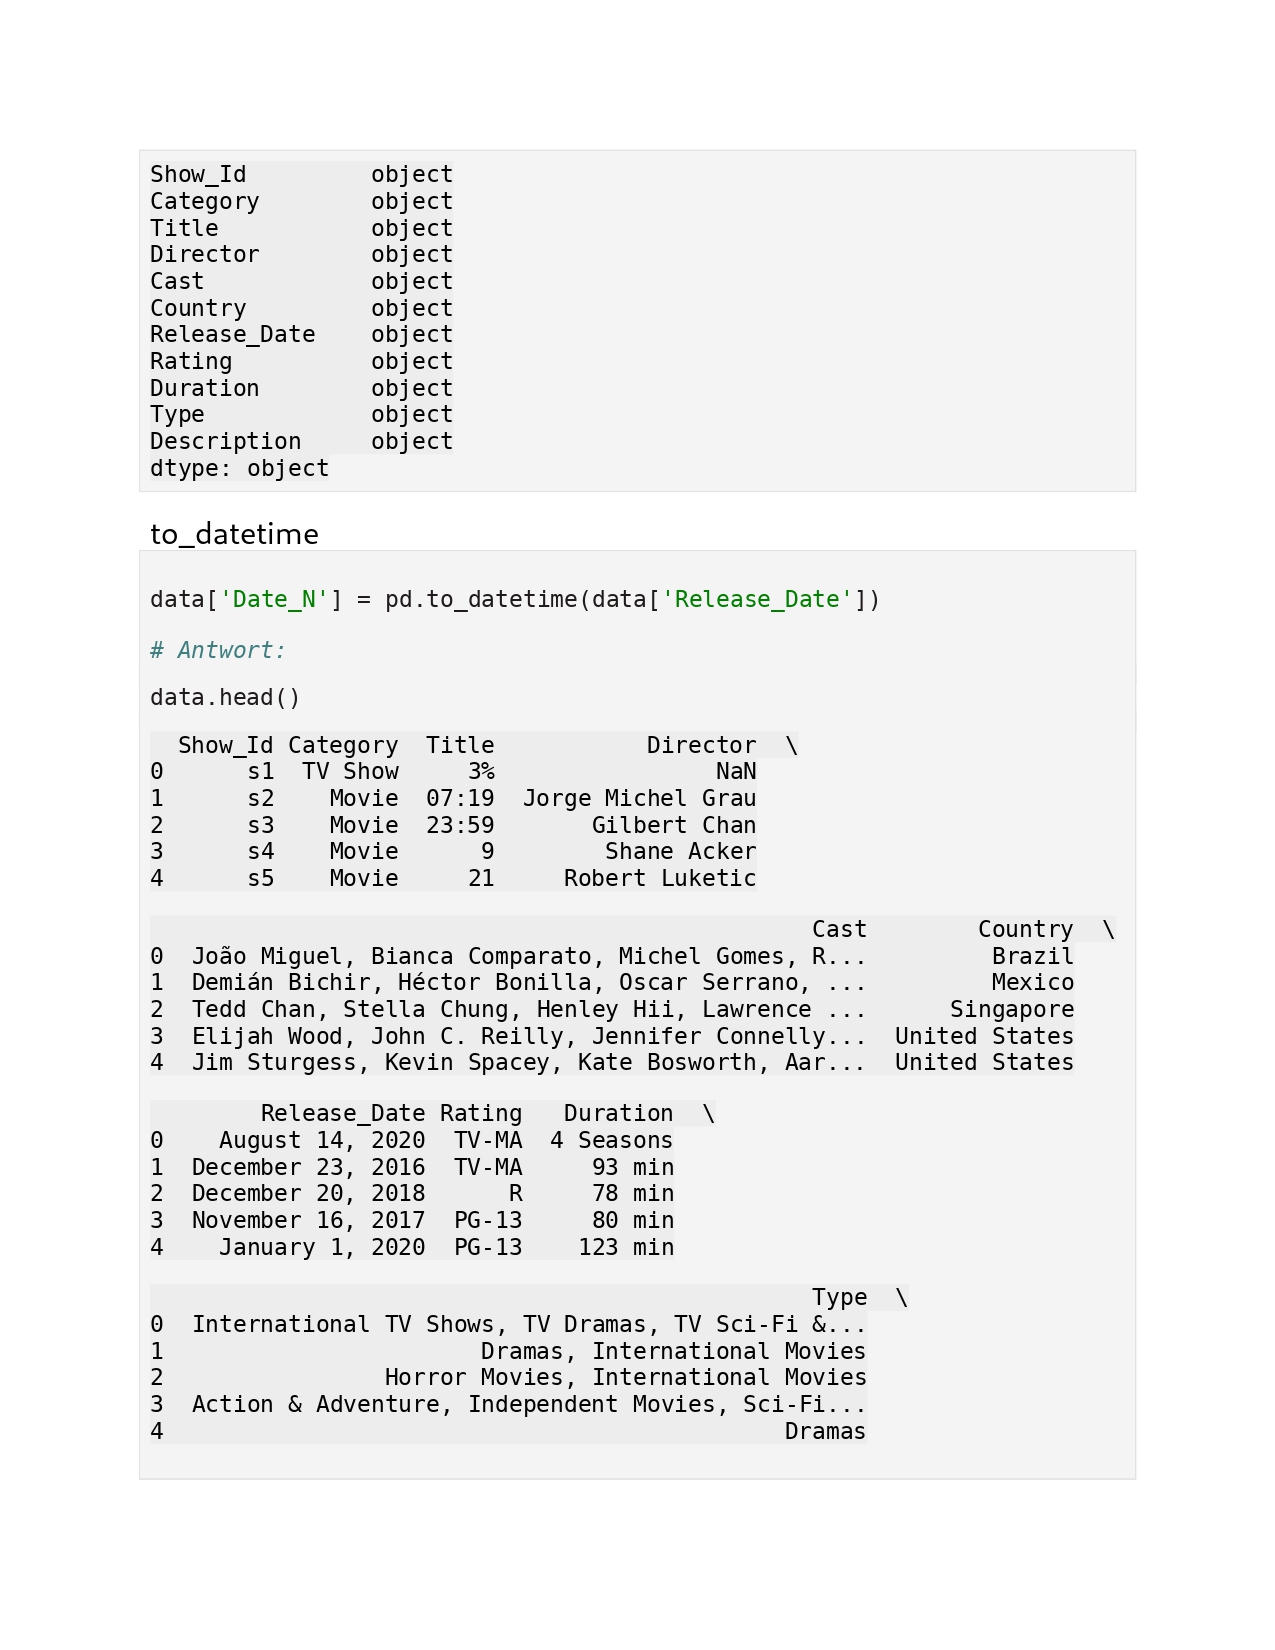 Show_Id         object
Category        object
Title           object
Director        object
Cast            object
Country         object
Release_Date    object
Rating          object
Duration        object
Type            object
Description     object
dtype: object
to_datetime
data['Date_N'] = pd.to_datetime(data['Release_Date'])
# Antwort:
data.head()
  Show_Id Category  Title           Director  \
0      s1  TV Show     3%                NaN
1      s2    Movie  07:19  Jorge Michel Grau
2      s3    Movie  23:59       Gilbert Chan
3      s4    Movie      9        Shane Acker
4      s5    Movie     21     Robert Luketic
                                                Cast        Country  \
0  João Miguel, Bianca Comparato, Michel Gomes, R...         Brazil
1  Demián Bichir, Héctor Bonilla, Oscar Serrano, ...         Mexico
2  Tedd Chan, Stella Chung, Henley Hii, Lawrence ...      Singapore
3  Elijah Wood, John C. Reilly, Jennifer Connelly...  United States
4  Jim Sturgess, Kevin Spacey, Kate Bosworth, Aar...  United States
        Release_Date Rating   Duration  \
0    August 14, 2020  TV-MA  4 Seasons
1  December 23, 2016  TV-MA     93 min
2  December 20, 2018      R     78 min
3  November 16, 2017  PG-13     80 min
4    January 1, 2020  PG-13    123 min
                                                Type  \
0  International TV Shows, TV Dramas, TV Sci-Fi &...
1                       Dramas, International Movies
2                Horror Movies, International Movies
3  Action & Adventure, Independent Movies, Sci-Fi...
4                                             Dramas